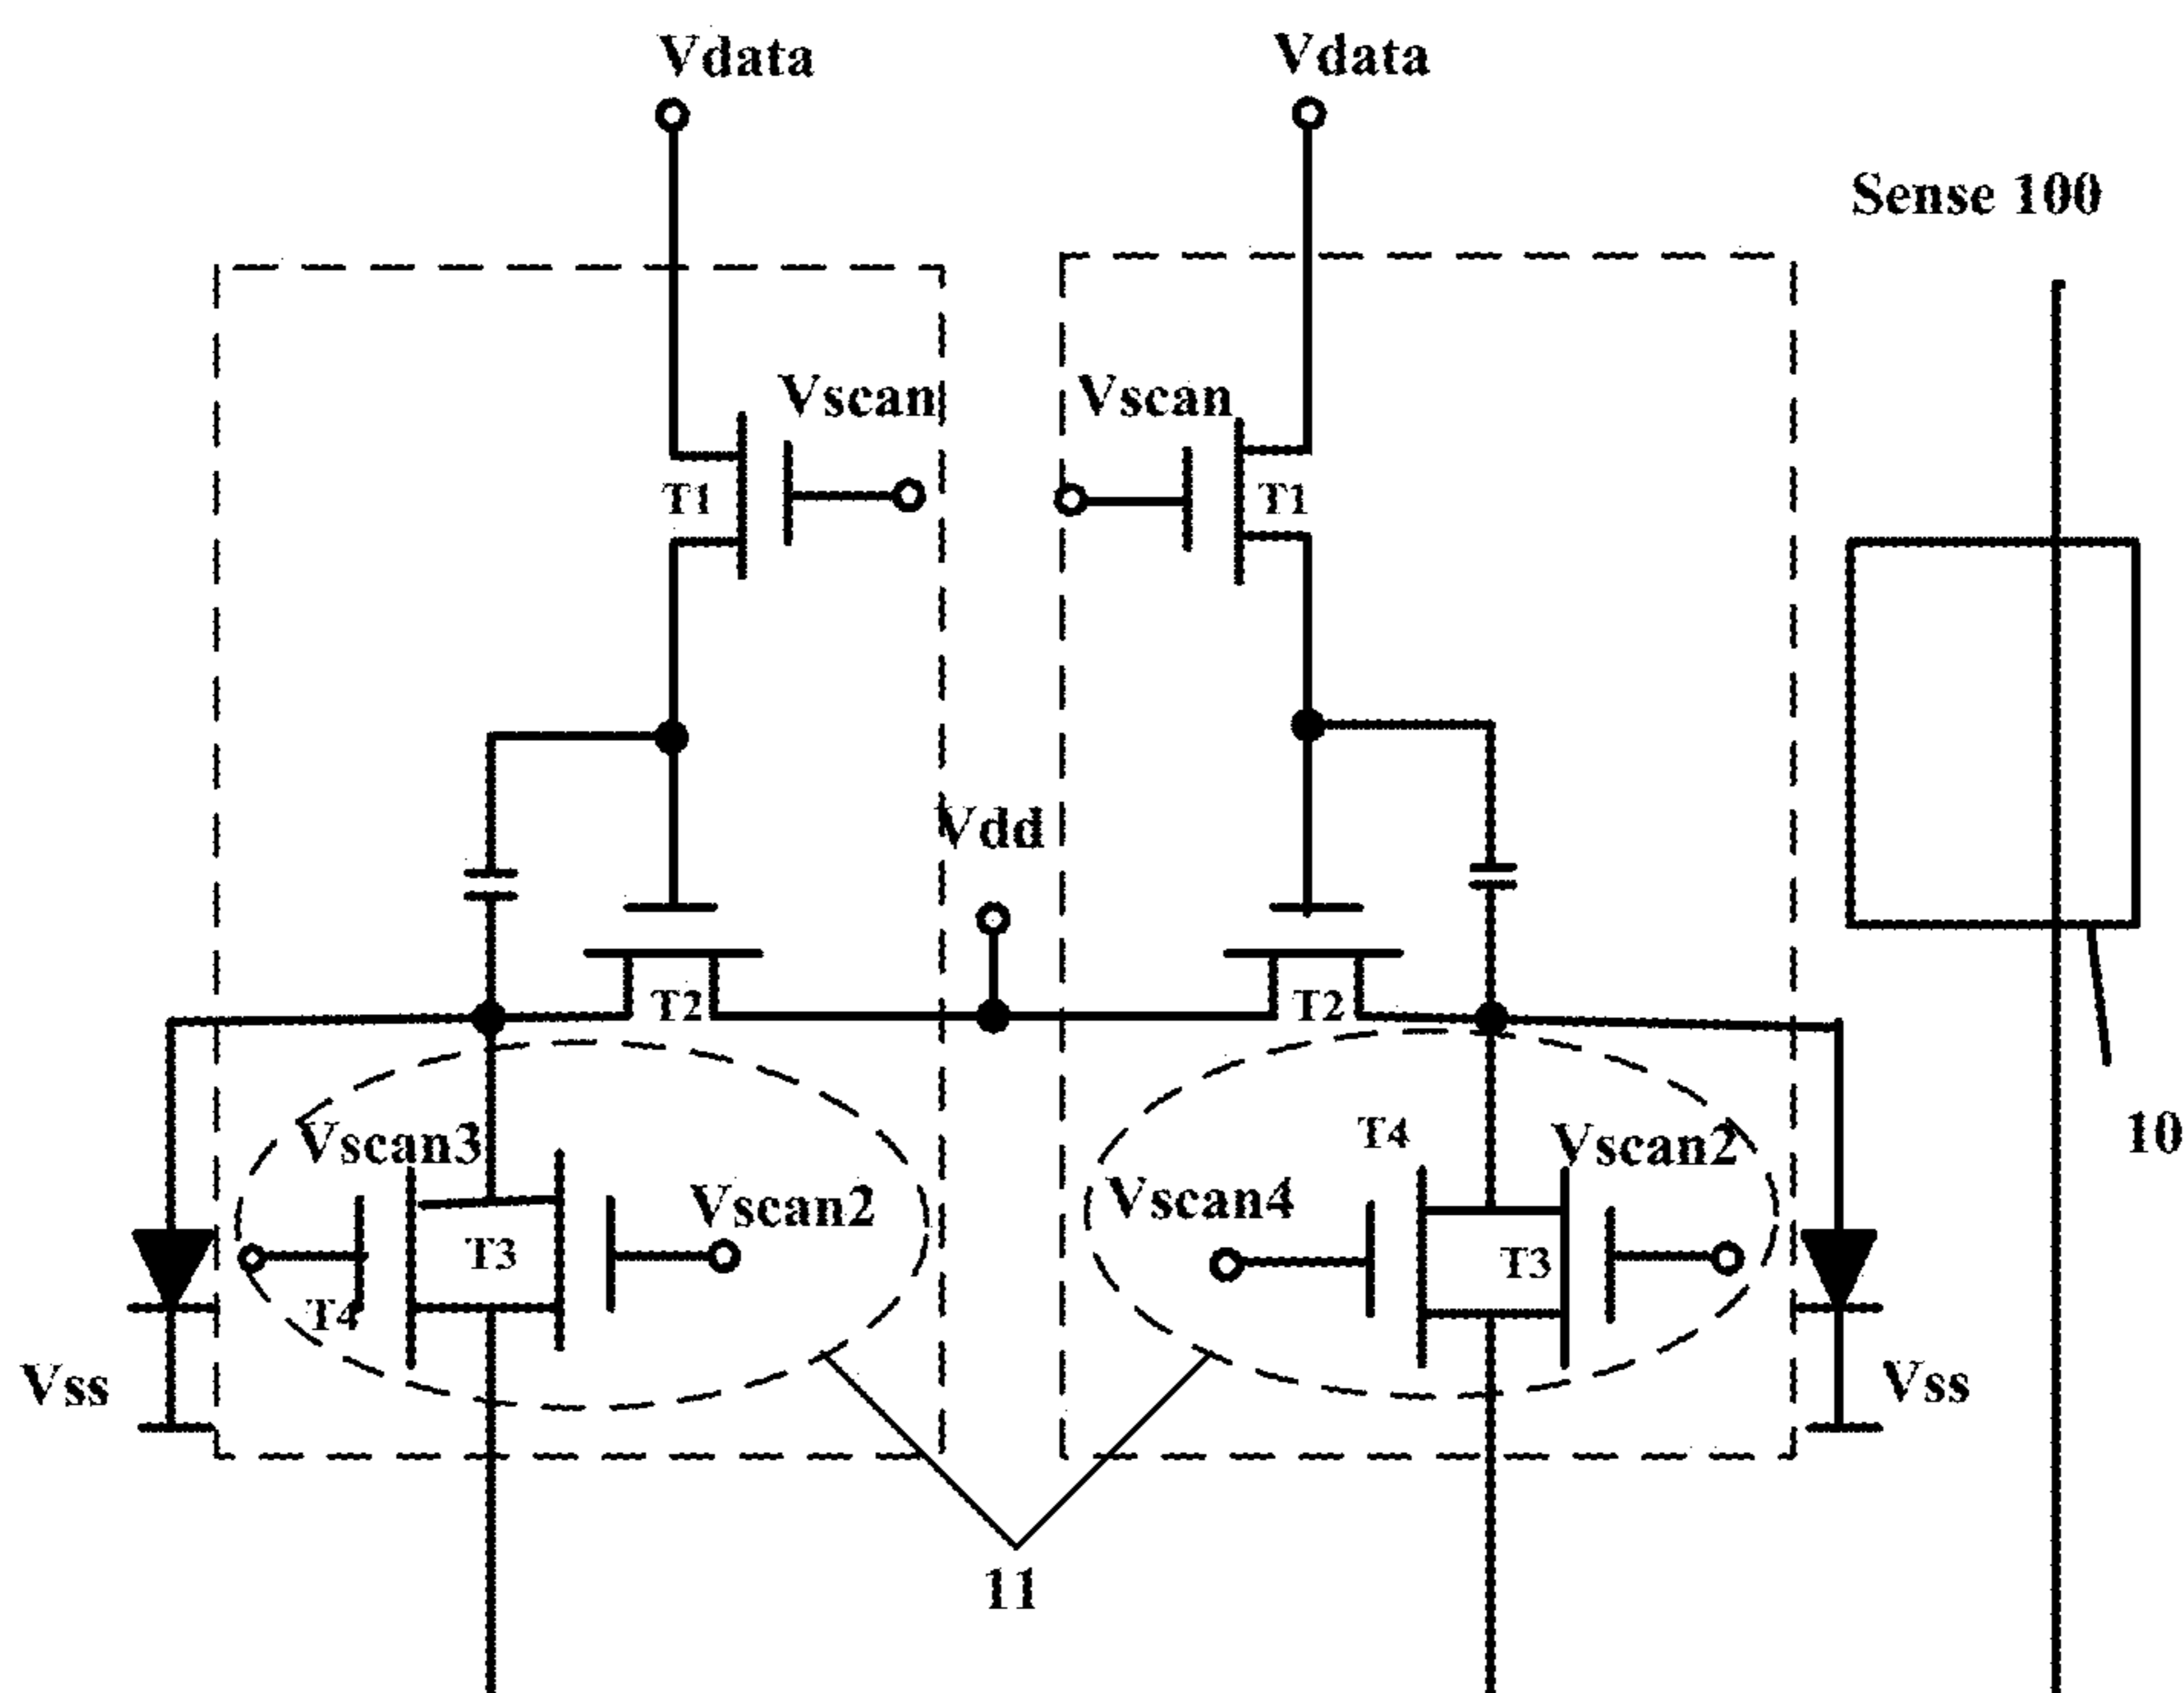 Vdata
Vdata
Sense 100
Vscan
Vscan
T1
T1
Vdd
T2
T2
Vscan3
T4
Vscan2
Vscan4
Vscan2
T3
T3
T4
10
Vss
Vss
11